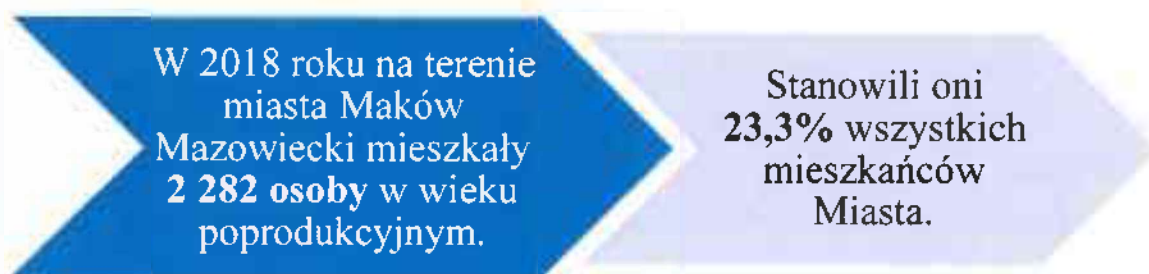 W 2018 roku na terenie
miasta Maków
Mazowiecki mieszkały
2 282 osoby w wieku
poprodukcyjnym.
Stanowili oni
23,3% wszystkich
mieszkańców
Miasta.